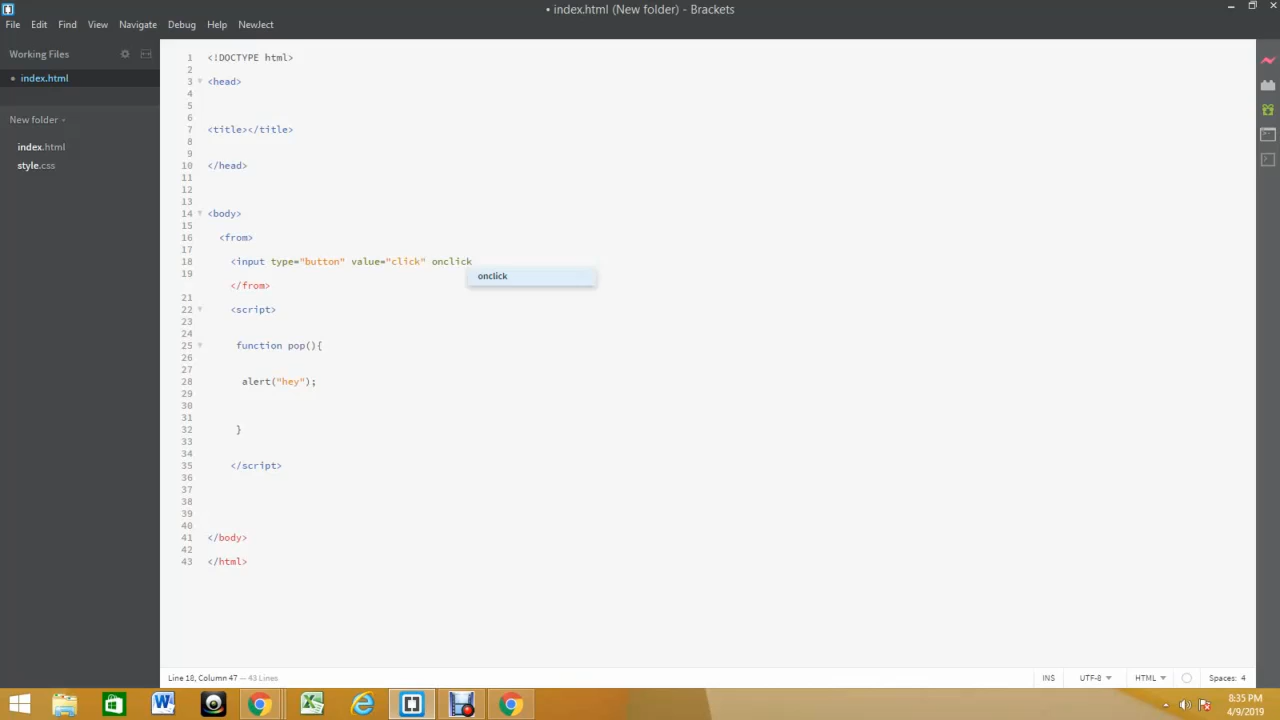 • index.html (New folder) - Brackets
File Edit Find View Navigate Debug Help NewJect
Working Files
• index.html
New folder
index.html
style.css
1 <!DOCTYPE html>
2
3 <head>
4
5
6
7 <title></title>
8
9
10 </head>
11
12
13
14 <body>
15
16 <from>
17
18 <input type="button" value="click" onclick
onclick
19
</from>
21
22 <script>
23
24
25 function pop(){
26
27
28 alert("hey");
29
30
31
32 }
33
34
35 </script>
36
37
38
39
40
41 </body>
42
43 </html>
Line 18, Column 47 — 43 Lines
INS UTF-8 HTML Spaces: 4
8:35 PM
4/9/2019